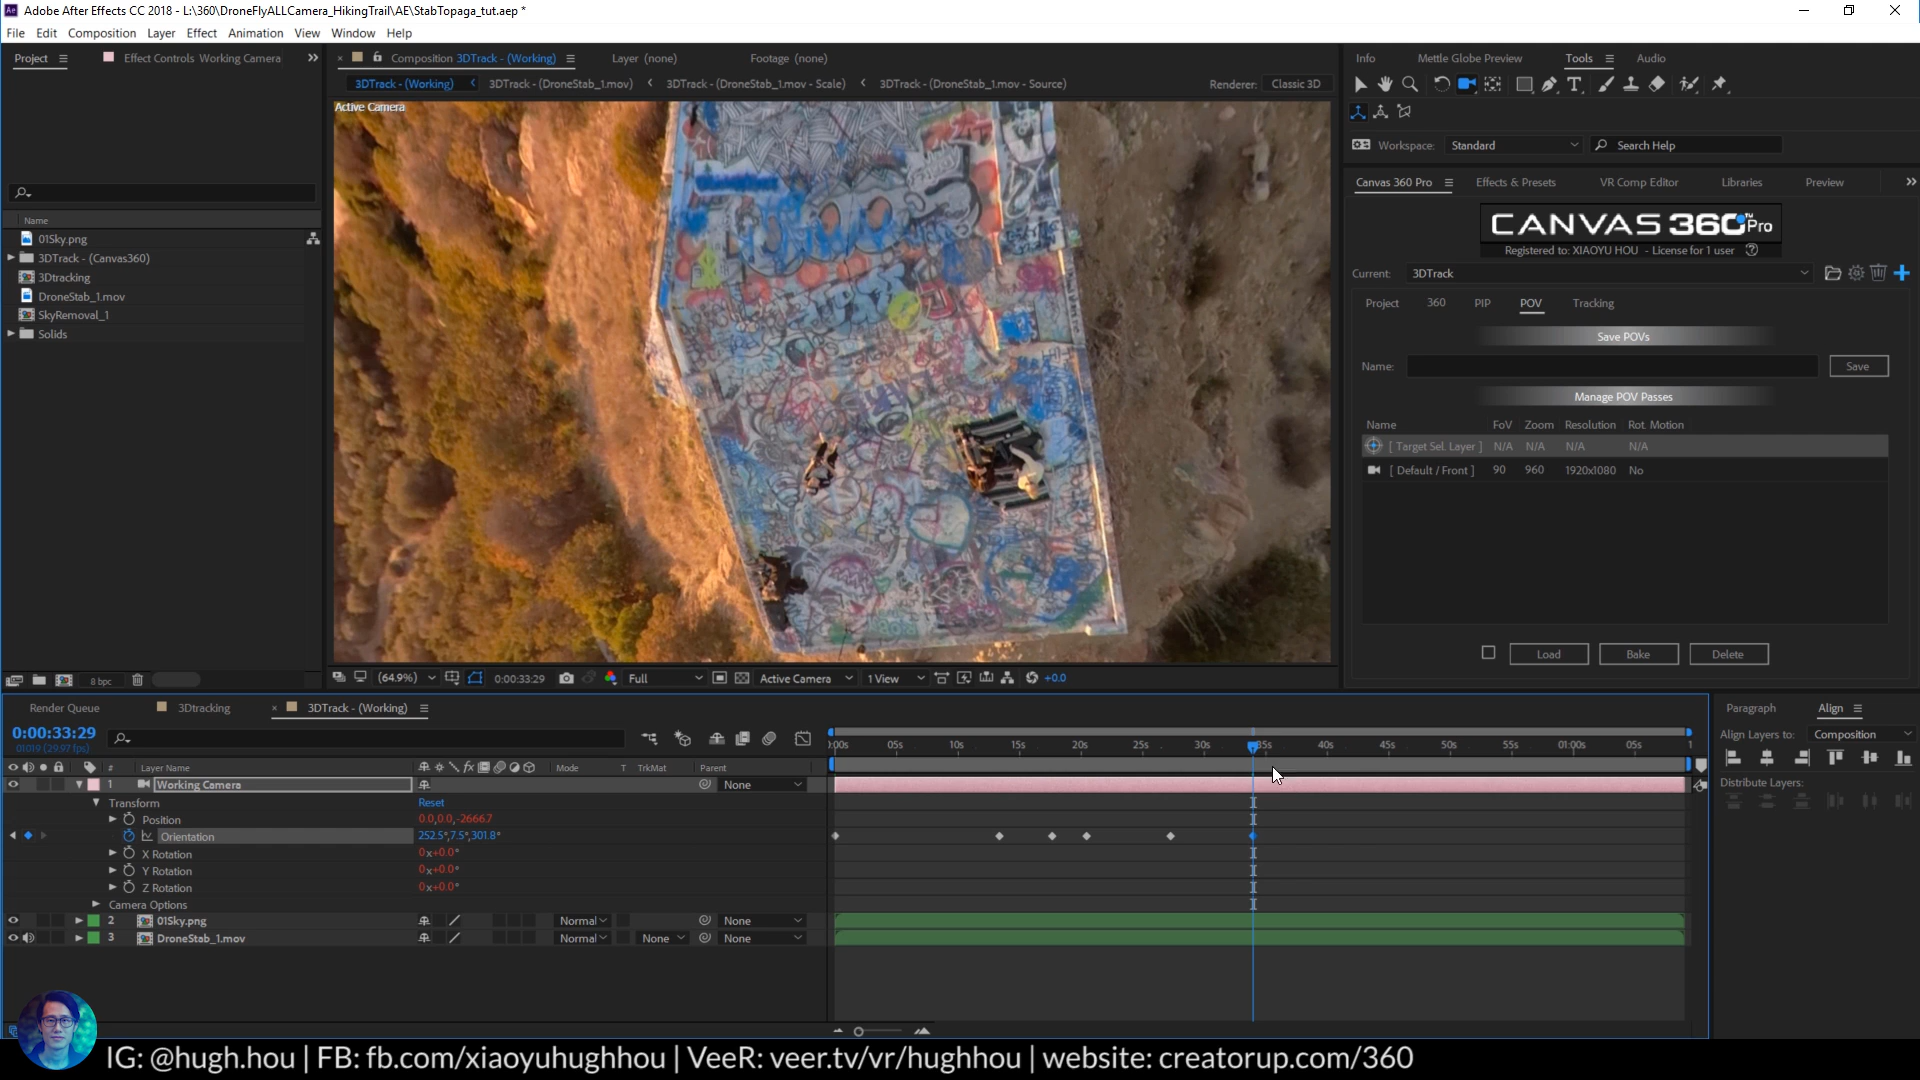 Adobe After Effects CC 2018 - L:\360\DroneFlyALLCamera_HikingTrail\AE\StabTopaga_tut.aep *
File Edit Composition Layer Effect Animation View Window Help
Project Effect Controls Working Camera
Composition 3DTrack - (Working) Layer (none) Footage (none)
Info Mettle Globe Preview Tools Audio
3DTrack - (Working) 3DTrack - (DroneStab_1.mov) 3DTrack - (DroneStab_1.mov - Scale) 3DTrack - (DroneStab_1.mov - Source) Renderer: Classic 3D
Active Camera
Workspace: Standard Search Help
Canvas 360 Pro Effects & Presets VR Comp Editor Libraries Preview
CANVAS 360 Pro
Registered to: XIAOYU HOU - License for 1 user
Current: 3DTrack
Project 360 PIP POV Tracking
Save POVs
Name: Save
Manage POV Passes
Name FoV Zoom Resolution Rot. Motion
[ Target Sel. Layer ] N/A N/A N/A N/A
[ Default / Front ] 90 960 1920x1080 No
Load Bake Delete
Name
01Sky.png
3DTrack - (Canvas360)
3Dtracking
DroneStab_1.mov
SkyRemoval_1
Solids
8 bpc
(64.9%) 0:00:33:29 Full Active Camera 1 View +0.0
Render Queue 3Dtracking 3DTrack - (Working)
Paragraph Align
0:00:33:29
01019 (29.97 fps)
Align Layers to: Composition
Distribute Layers:
:00s 05s 10s 15s 20s 25s 30s 35s 40s 45s 50s 55s 01:00s 05s 1
# Layer Name Mode T TrkMat Parent
1 Working Camera None
Transform Reset
Position 0.0,0.0,-2666.7
Orientation 252.5°,7.5°,301.8°
X Rotation 0x+0.0°
Y Rotation 0x+0.0°
Z Rotation 0x+0.0°
Camera Options
2 01Sky.png Normal None
3 DroneStab_1.mov Normal None None
IG: @hugh.hou | FB: fb.com/xiaoyuhughhou | VeeR: veer.tv/vr/hughhou | website: creatorup.com/360